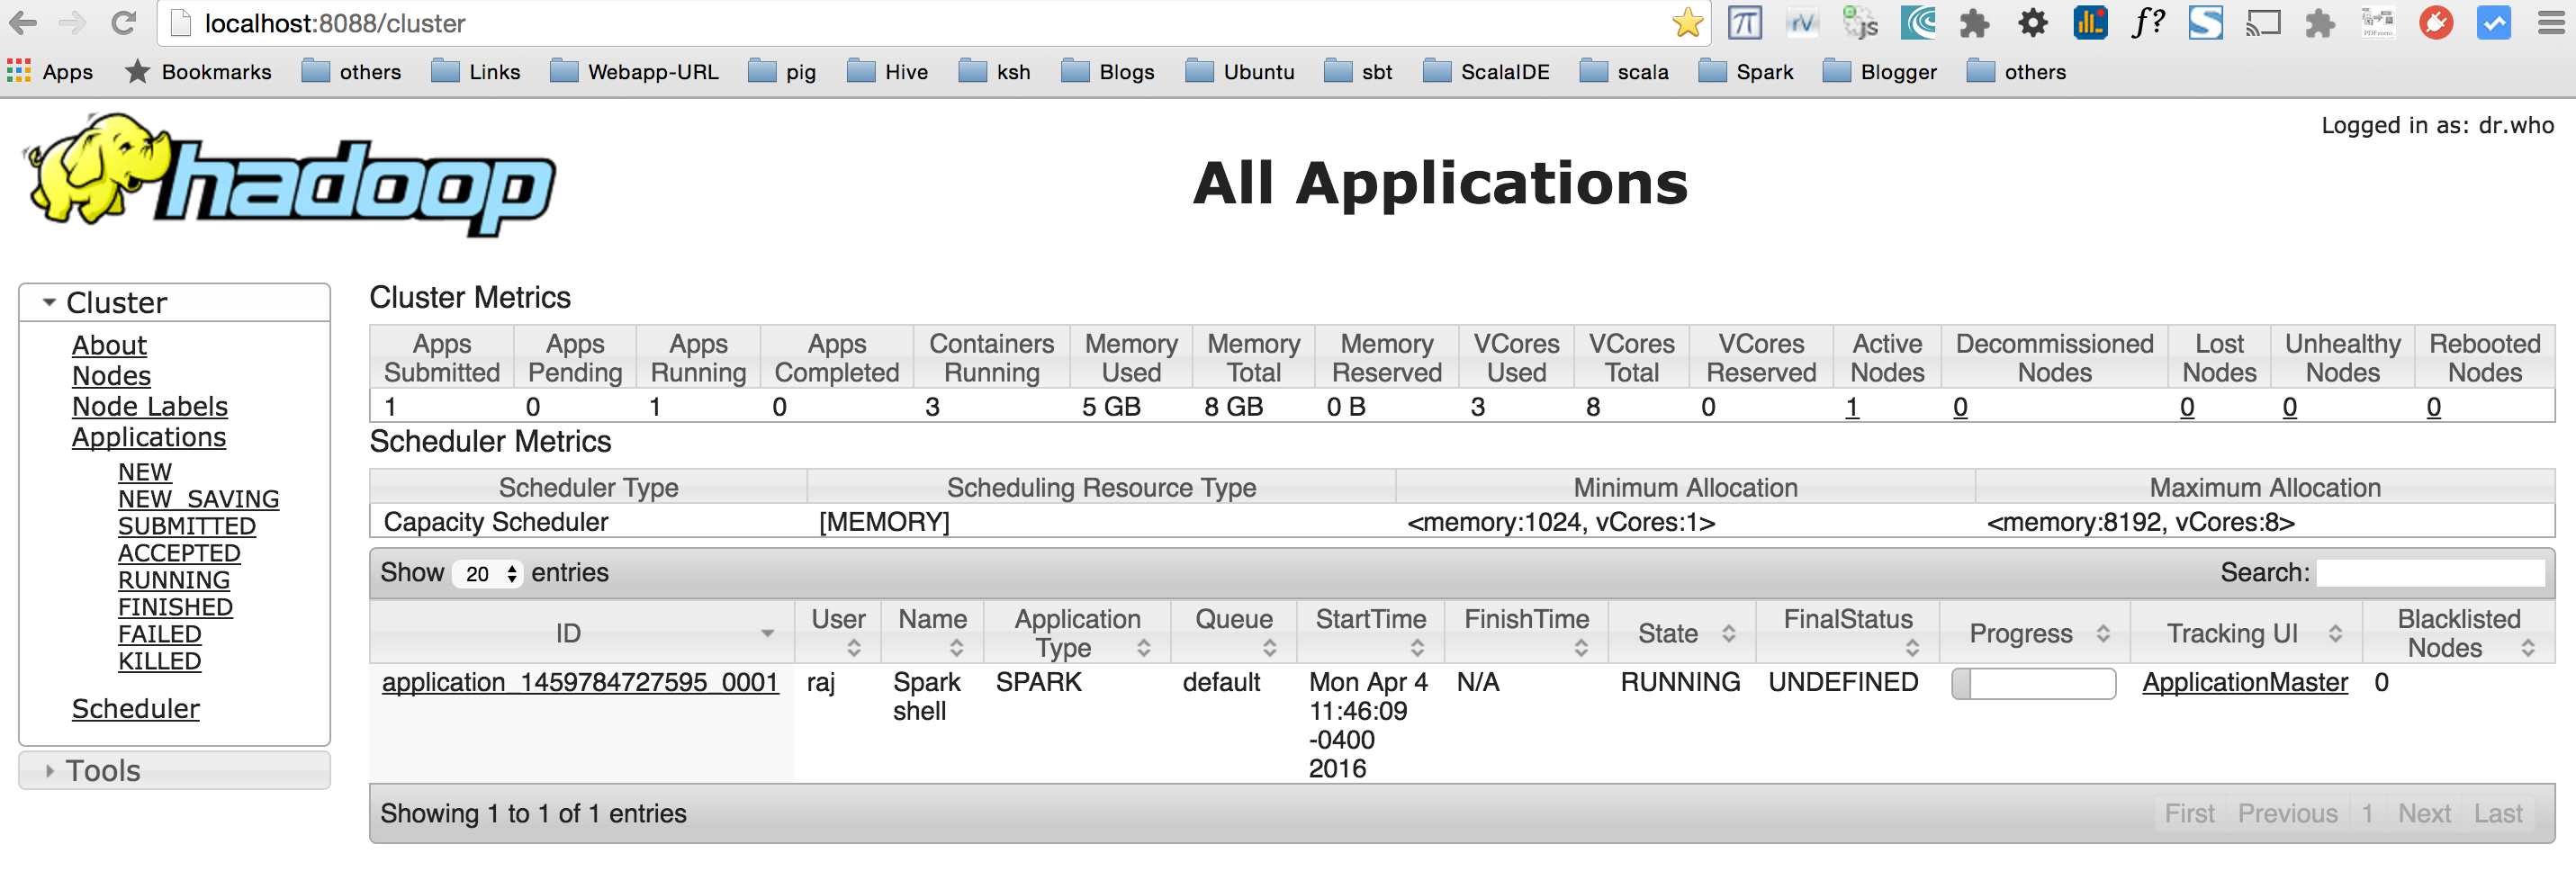 localhost:8088/cluster
Apps Bookmarks others Links Webapp-URL pig Hive ksh Blogs Ubuntu sbt ScalaIDE scala Spark Blogger others
Logged in as: dr.who
hadoop
All Applications
Cluster
About
Nodes
Node Labels
Applications
NEW
NEW_SAVING
SUBMITTED
ACCEPTED
RUNNING
FINISHED
FAILED
KILLED
Scheduler
Tools
Cluster Metrics
Apps Submitted Apps Pending Apps Running Apps Completed Containers Running Memory Used Memory Total Memory Reserved VCores Used VCores Total VCores Reserved Active Nodes Decommissioned Nodes Lost Nodes Unhealthy Nodes Rebooted Nodes
1 0 1 0 3 5 GB 8 GB 0 B 3 8 0 1 0 0 0 0
Scheduler Metrics
Scheduler Type Scheduling Resource Type Minimum Allocation Maximum Allocation
Capacity Scheduler [MEMORY] <memory:1024, vCores:1> <memory:8192, vCores:8>
Show 20 entries Search:
ID User Name Application Type Queue StartTime FinishTime State FinalStatus Progress Tracking UI Blacklisted Nodes
application_1459784727595_0001 raj Spark shell SPARK default Mon Apr 4 11:46:09 -0400 2016 N/A RUNNING UNDEFINED ApplicationMaster 0
Showing 1 to 1 of 1 entries First Previous 1 Next Last